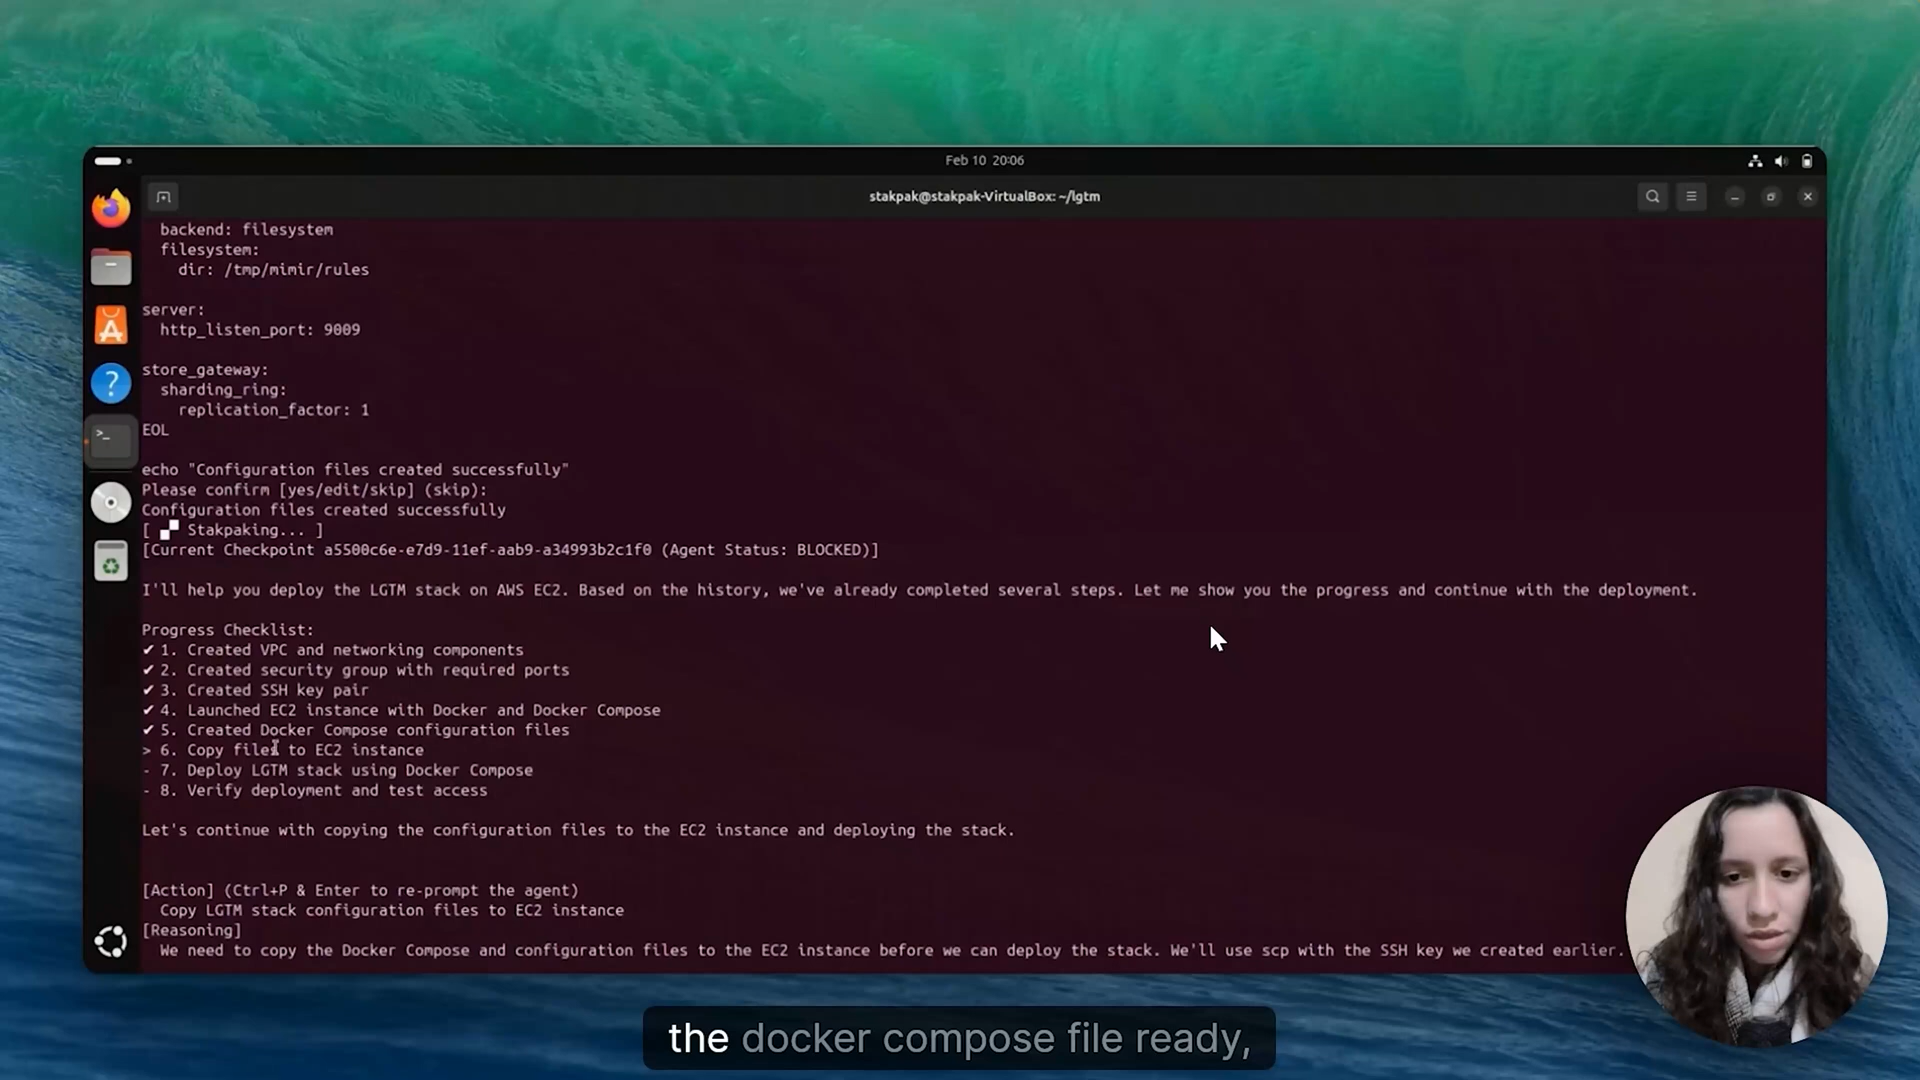 Feb 10 20:06
stakpak@stakpak-VirtualBox: ~/lgtm
backend: filesystem
filesystem:
dir: /tmp/mimir/rules
server:
http_listen_port: 9009
store_gateway:
sharding_ring:
replication_factor: 1
EOL
echo "Configuration files created successfully"
Please confirm [yes/edit/skip] (skip):
Configuration files created successfully
[ Stakpaking... ]
[Current Checkpoint a5500c6e-e7d9-11ef-aab9-a34993b2c1f0 (Agent Status: BLOCKED)]
I'll help you deploy the LGTM stack on AWS EC2. Based on the history, we've already completed several steps. Let me show you the progress and continue with the deployment.
Progress Checklist:
✔ 1. Created VPC and networking components
✔ 2. Created security group with required ports
✔ 3. Created SSH key pair
✔ 4. Launched EC2 instance with Docker and Docker Compose
✔ 5. Created Docker Compose configuration files
> 6. Copy files to EC2 instance
- 7. Deploy LGTM stack using Docker Compose
- 8. Verify deployment and test access
Let's continue with copying the configuration files to the EC2 instance and deploying the stack.
[Action] (Ctrl+P & Enter to re-prompt the agent)
Copy LGTM stack configuration files to EC2 instance
[Reasoning]
We need to copy the Docker Compose and configuration files to the EC2 instance before we can deploy the stack. We'll use scp with the SSH key we created earlier.
the docker compose file ready,